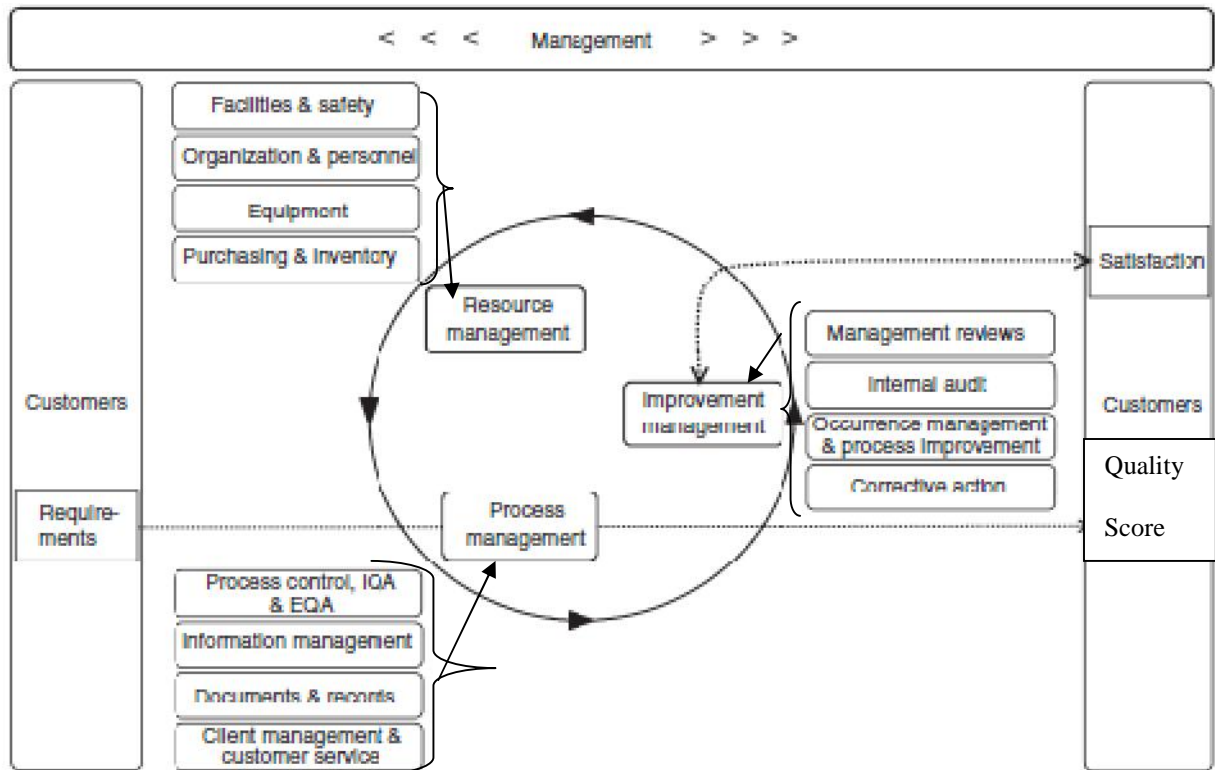 < < < Management > > >
Facilities & safety
Organization & personnel
Equipment
Purchasing & inventory
Resource
management
Customers
Require-
ments
Process
management
Process control, IQA
& EQA
Information management
Documents & records
Client management &
customer service
Improvement
management
Management reviews
Internal audit
Occurrence management
& process improvement
Corrective action
Satisfaction
Customers
Quality
Score